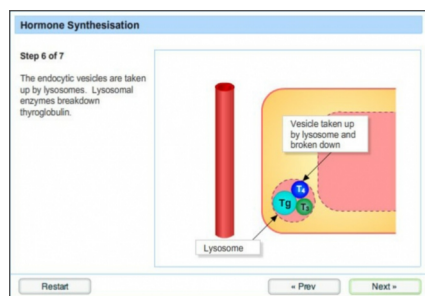 Hormone Synthesisation
Step 6 of 7
The endocytic vesicles are taken
up by lysosomes. Lysosomal
enzymes breakdown
thyroglobulin.
Vesicle taken up
by lysosome and
broken down
T4
Tg
T3
Lysosome
Restart
« Prev
Next »